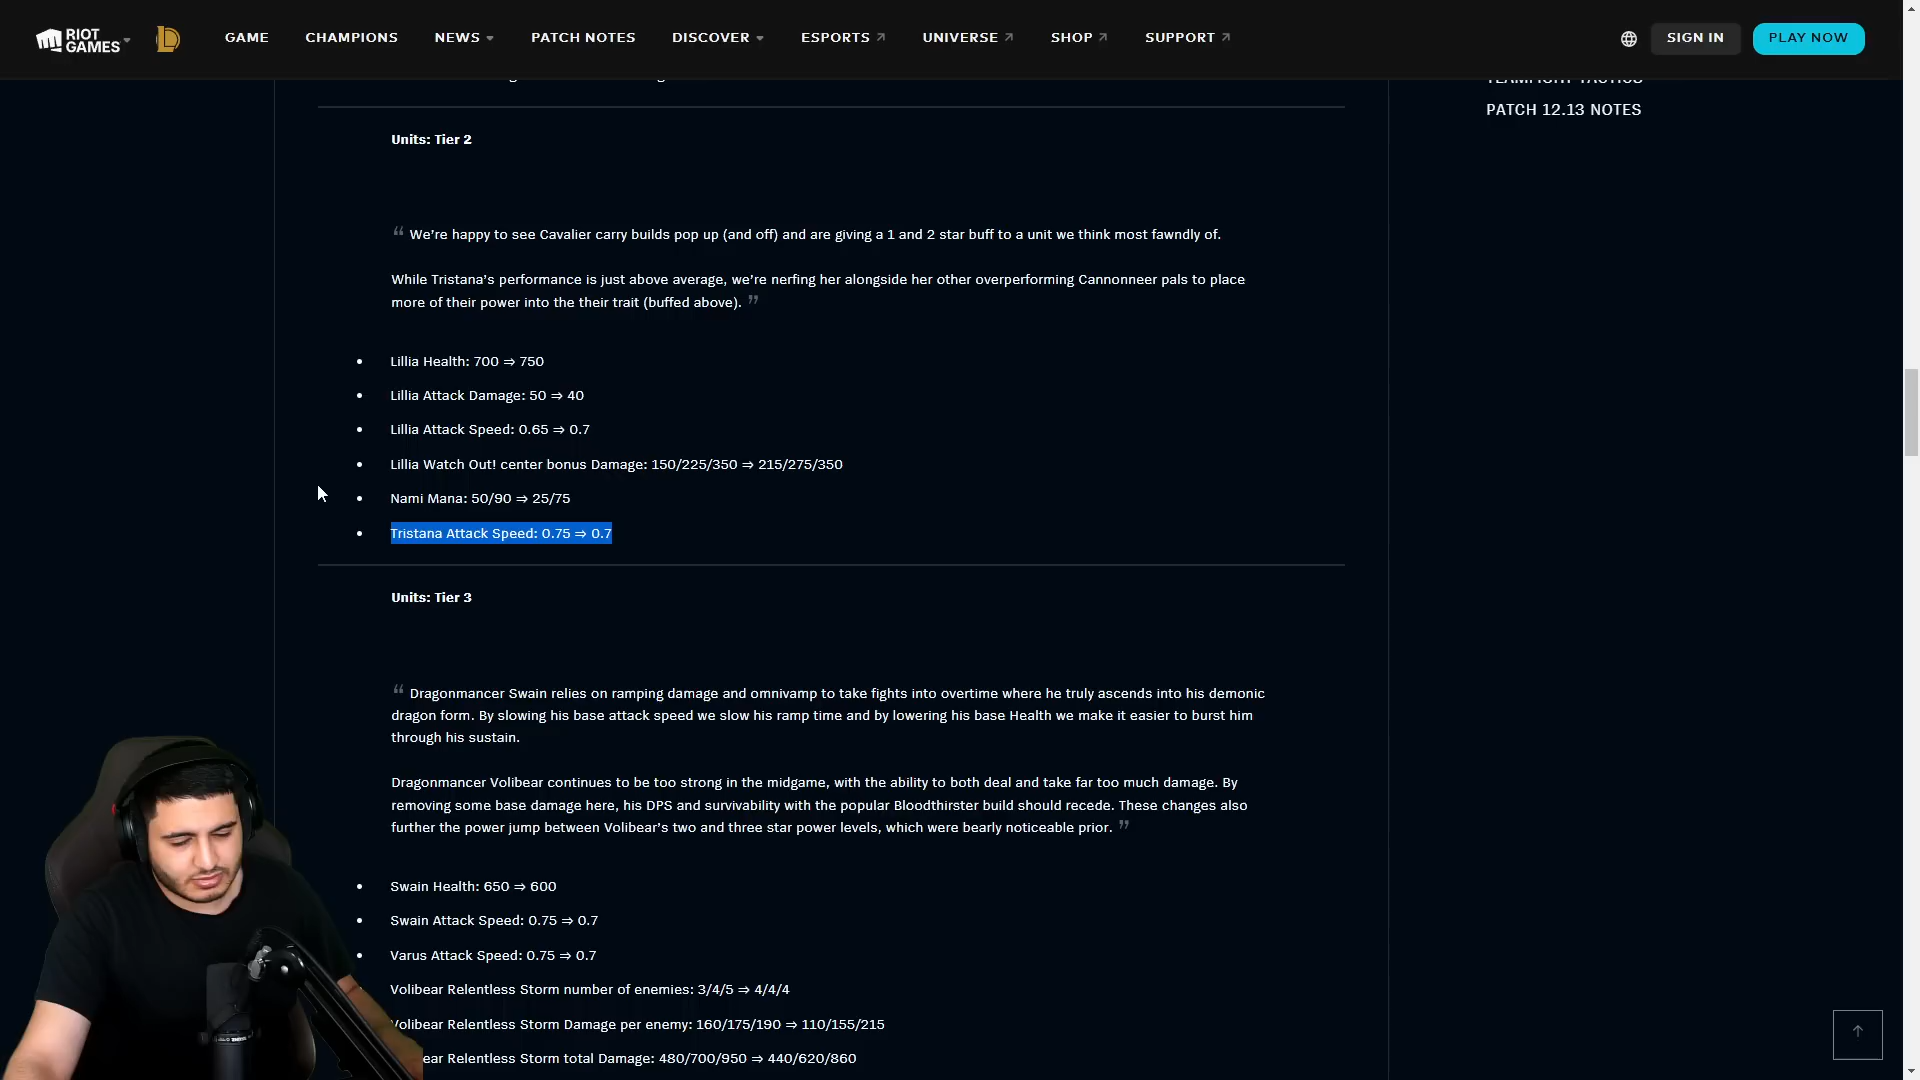 RIOT GAMES
GAME
CHAMPIONS
NEWS
PATCH NOTES
DISCOVER
ESPORTS
UNIVERSE
SHOP
SUPPORT
SIGN IN
PLAY NOW
TEAMFIGHT TACTICS
PATCH 12.13 NOTES
Units: Tier 2
“ We’re happy to see Cavalier carry builds pop up (and off) and are giving a 1 and 2 star buff to a unit we think most fawndly of.
While Tristana’s performance is just above average, we’re nerfing her alongside her other overperforming Cannonneer pals to place
more of their power into the their trait (buffed above). ”
• Lillia Health: 700 ⇒ 750
• Lillia Attack Damage: 50 ⇒ 40
• Lillia Attack Speed: 0.65 ⇒ 0.7
• Lillia Watch Out! center bonus Damage: 150/225/350 ⇒ 215/275/350
• Nami Mana: 50/90 ⇒ 25/75
• Tristana Attack Speed: 0.75 ⇒ 0.7
Units: Tier 3
“ Dragonmancer Swain relies on ramping damage and omnivamp to take fights into overtime where he truly ascends into his demonic
dragon form. By slowing his base attack speed we slow his ramp time and by lowering his base Health we make it easier to burst him
through his sustain.
Dragonmancer Volibear continues to be too strong in the midgame, with the ability to both deal and take far too much damage. By
removing some base damage here, his DPS and survivability with the popular Bloodthirster build should recede. These changes also
further the power jump between Volibear’s two and three star power levels, which were bearly noticeable prior. ”
• Swain Health: 650 ⇒ 600
• Swain Attack Speed: 0.75 ⇒ 0.7
• Varus Attack Speed: 0.75 ⇒ 0.7
Volibear Relentless Storm number of enemies: 3/4/5 ⇒ 4/4/4
Volibear Relentless Storm Damage per enemy: 160/175/190 ⇒ 110/155/215
ear Relentless Storm total Damage: 480/700/950 ⇒ 440/620/860